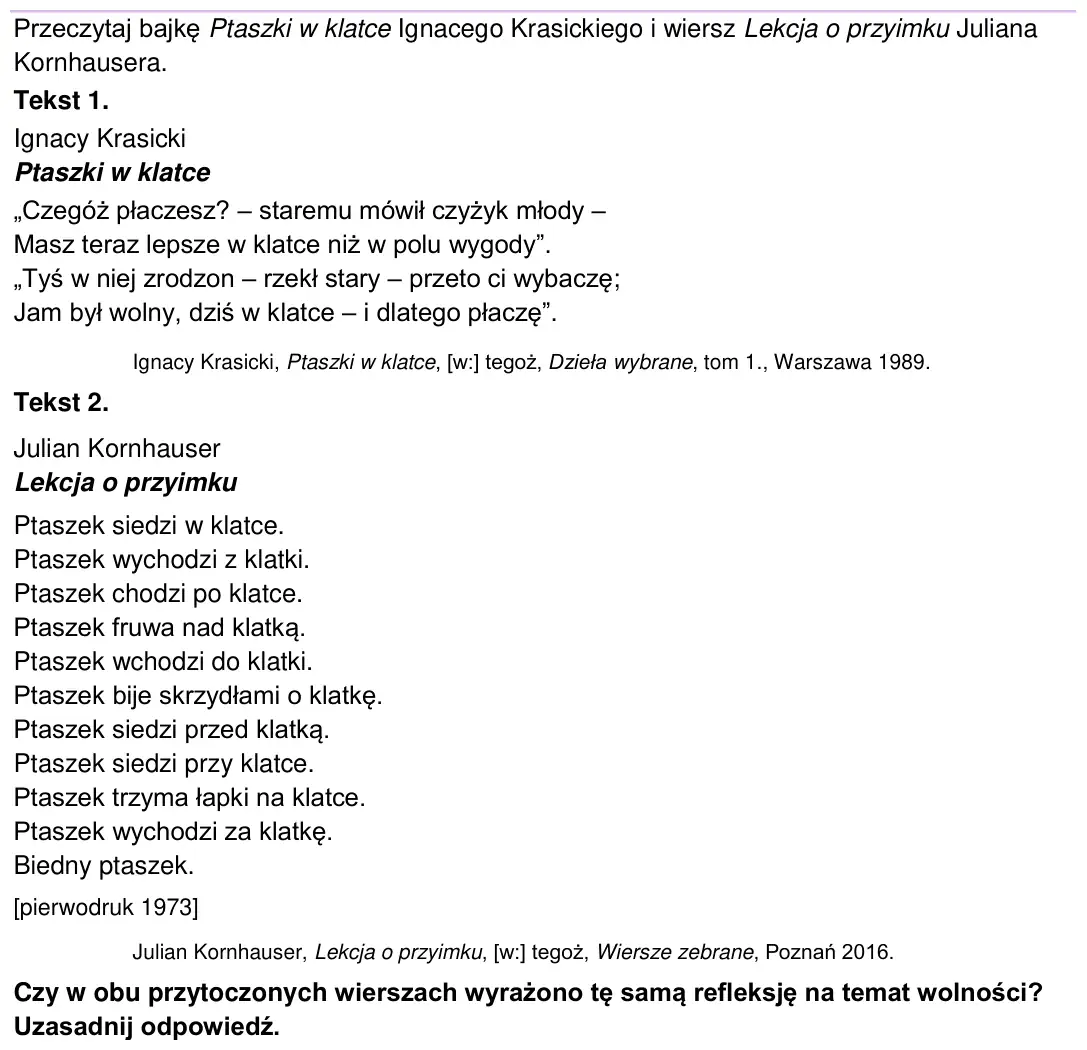 Przeczytaj bajkę Ptaszki w klatce Ignacego Krasickiego i wiersz Lekcja o przyimku Juliana
Kornhausera.
Tekst 1.
Ignacy Krasicki
Ptaszki w klatce
„Czegóż płaczesz? – staremu mówił czyżyk młody –
Masz teraz lepsze w klatce niż w polu wygody”.
„Tyś w niej zrodzon – rzekł stary – przeto ci wybaczę;
Jam był wolny, dziś w klatce – i dlatego płaczę”.
Ignacy Krasicki, Ptaszki w klatce, [w:] tegoż, Dzieła wybrane, tom 1., Warszawa 1989.
Tekst 2.
Julian Kornhauser
Lekcja o przyimku
Ptaszek siedzi w klatce.
Ptaszek wychodzi z klatki.
Ptaszek chodzi po klatce.
Ptaszek fruwa nad klatką.
Ptaszek wchodzi do klatki.
Ptaszek bije skrzydłami o klatkę.
Ptaszek siedzi przed klatką.
Ptaszek siedzi przy klatce.
Ptaszek trzyma łapki na klatce.
Ptaszek wychodzi za klatkę.
Biedny ptaszek.
[pierwodruk 1973]
Julian Kornhauser, Lekcja o przyimku, [w:] tegoż, Wiersze zebrane, Poznań 2016.
Czy w obu przytoczonych wierszach wyrażono tę samą refleksję na temat wolności?
Uzasadnij odpowiedź.